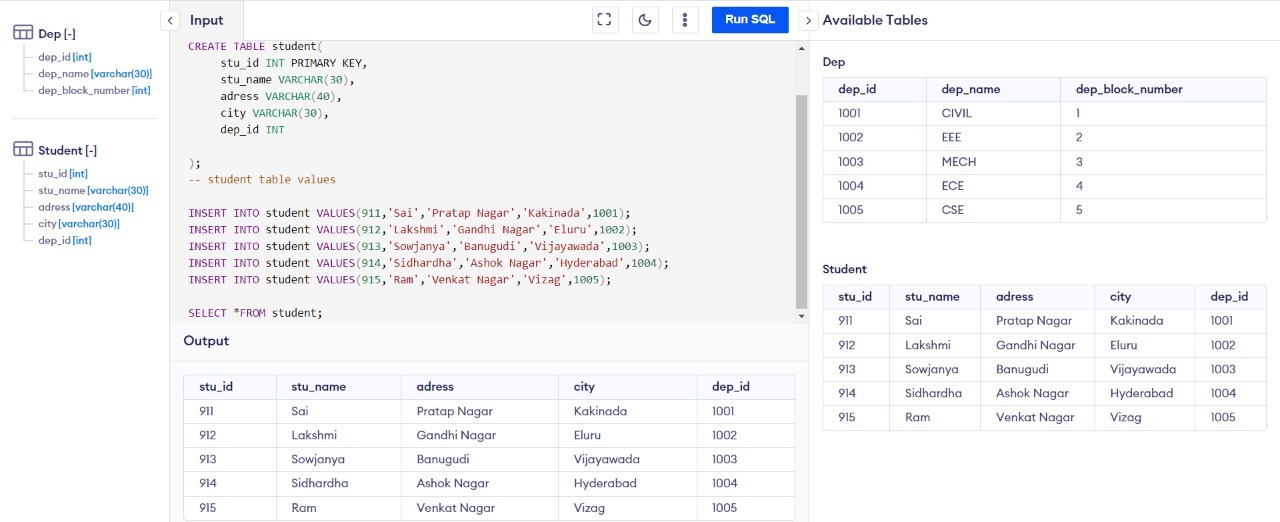 Dep [-]
dep_id [int]
dep_name [varchar(30)]
dep_block_number [int]
Student [-]
stu_id [int]
stu_name [varchar(30)]
adress [varchar(40)]
city [varchar(30)]
dep_id [int]
Input
Run SQL
CREATE TABLE student(
stu_id INT PRIMARY KEY,
stu_name VARCHAR(30),
adress VARCHAR(40),
city VARCHAR(30),
dep_id INT
);
-- student table values
INSERT INTO student VALUES(911,'Sai','Pratap Nagar','Kakinada',1001);
INSERT INTO student VALUES(912,'Lakshmi','Gandhi Nagar','Eluru',1002);
INSERT INTO student VALUES(913,'Sowjanya','Banugudi','Vijayawada',1003);
INSERT INTO student VALUES(914,'Sidhardha','Ashok Nagar','Hyderabad',1004);
INSERT INTO student VALUES(915,'Ram','Venkat Nagar','Vizag',1005);
SELECT *FROM student;
Output
stu_id stu_name adress city dep_id
911 Sai Pratap Nagar Kakinada 1001
912 Lakshmi Gandhi Nagar Eluru 1002
913 Sowjanya Banugudi Vijayawada 1003
914 Sidhardha Ashok Nagar Hyderabad 1004
915 Ram Venkat Nagar Vizag 1005
Available Tables
Dep
dep_id dep_name dep_block_number
1001 CIVIL 1
1002 EEE 2
1003 MECH 3
1004 ECE 4
1005 CSE 5
Student
stu_id stu_name adress city dep_id
911 Sai Pratap Nagar Kakinada 1001
912 Lakshmi Gandhi Nagar Eluru 1002
913 Sowjanya Banugudi Vijayawada 1003
914 Sidhardha Ashok Nagar Hyderabad 1004
915 Ram Venkat Nagar Vizag 1005